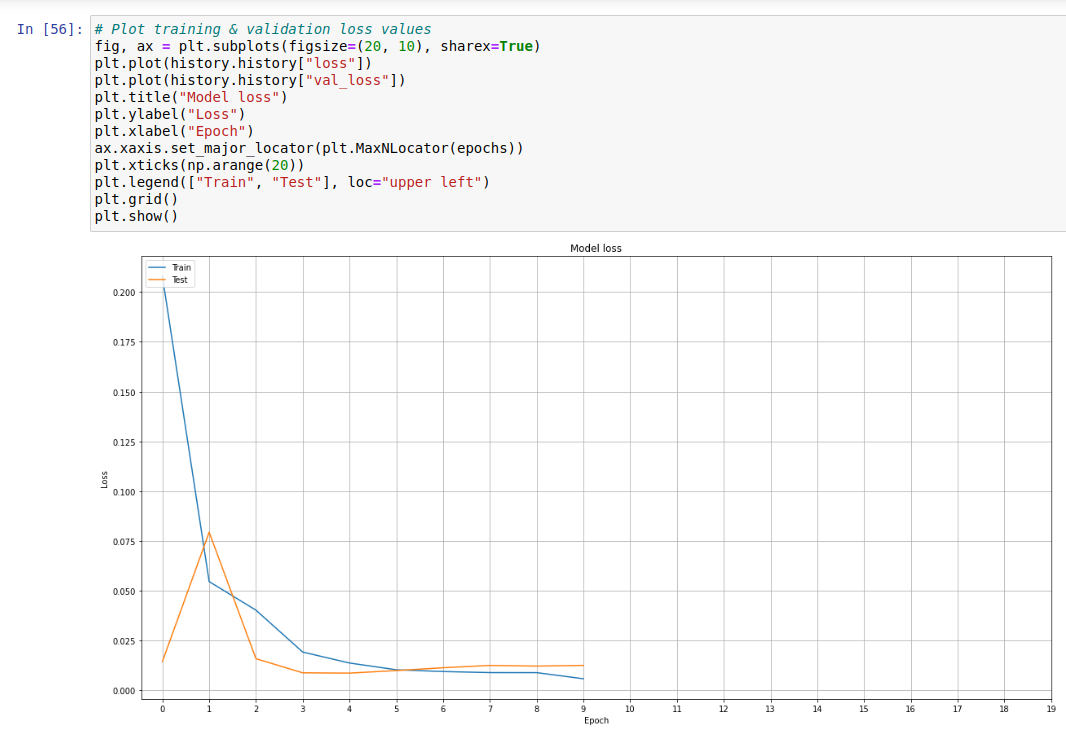 In [56]: # Plot training & validation loss values
fig, ax = plt.subplots(figsize=(20, 10), sharex=True)
plt.plot(history.history["loss"])
plt.plot(history.history["val_loss"])
plt.title("Model loss")
plt.ylabel("Loss")
plt.xlabel("Epoch")
ax.xaxis.set_major_locator(plt.MaxNLocator(epochs))
plt.xticks(np.arange(20))
plt.legend(["Train", "Test"], loc="upper left")
plt.grid()
plt.show()
Model loss
Train
Test
0.200
0.175
0.150
0.125
0.100
0.075
0.050
0.025
0.000
Loss
0 1 2 3 4 5 6 7 8 9 10 11 12 13 14 15 16 17 18 19
Epoch